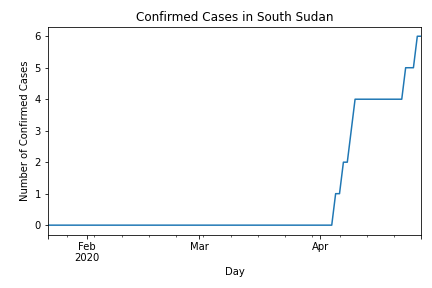 Confirmed Cases in South Sudan
Number of Confirmed Cases
6
5
4
3
2
1
0
Feb
2020
Mar
Apr
Day